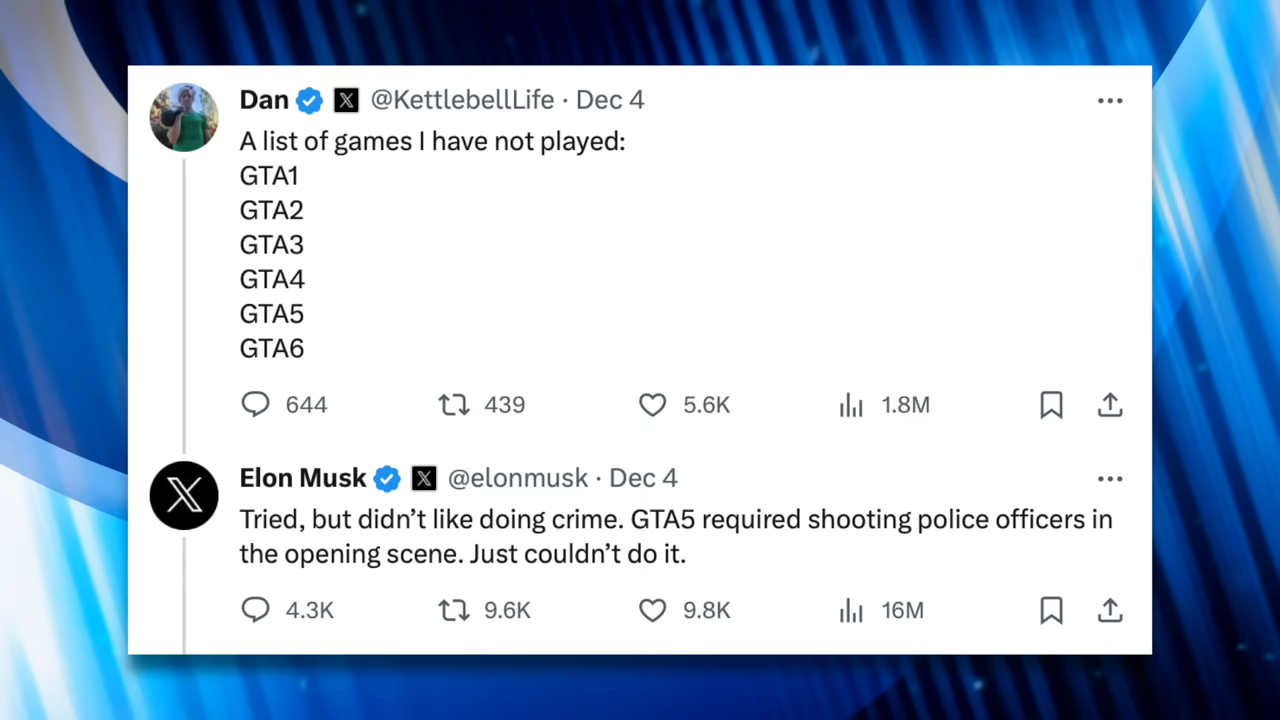 Dan @KettlebellLife · Dec 4
A list of games I have not played:
GTA1
GTA2
GTA3
GTA4
GTA5
GTA6
644 439 5.6K 1.8M
Elon Musk @elonmusk · Dec 4
Tried, but didn’t like doing crime. GTA5 required shooting police officers in
the opening scene. Just couldn’t do it.
4.3K 9.6K 9.8K 16M